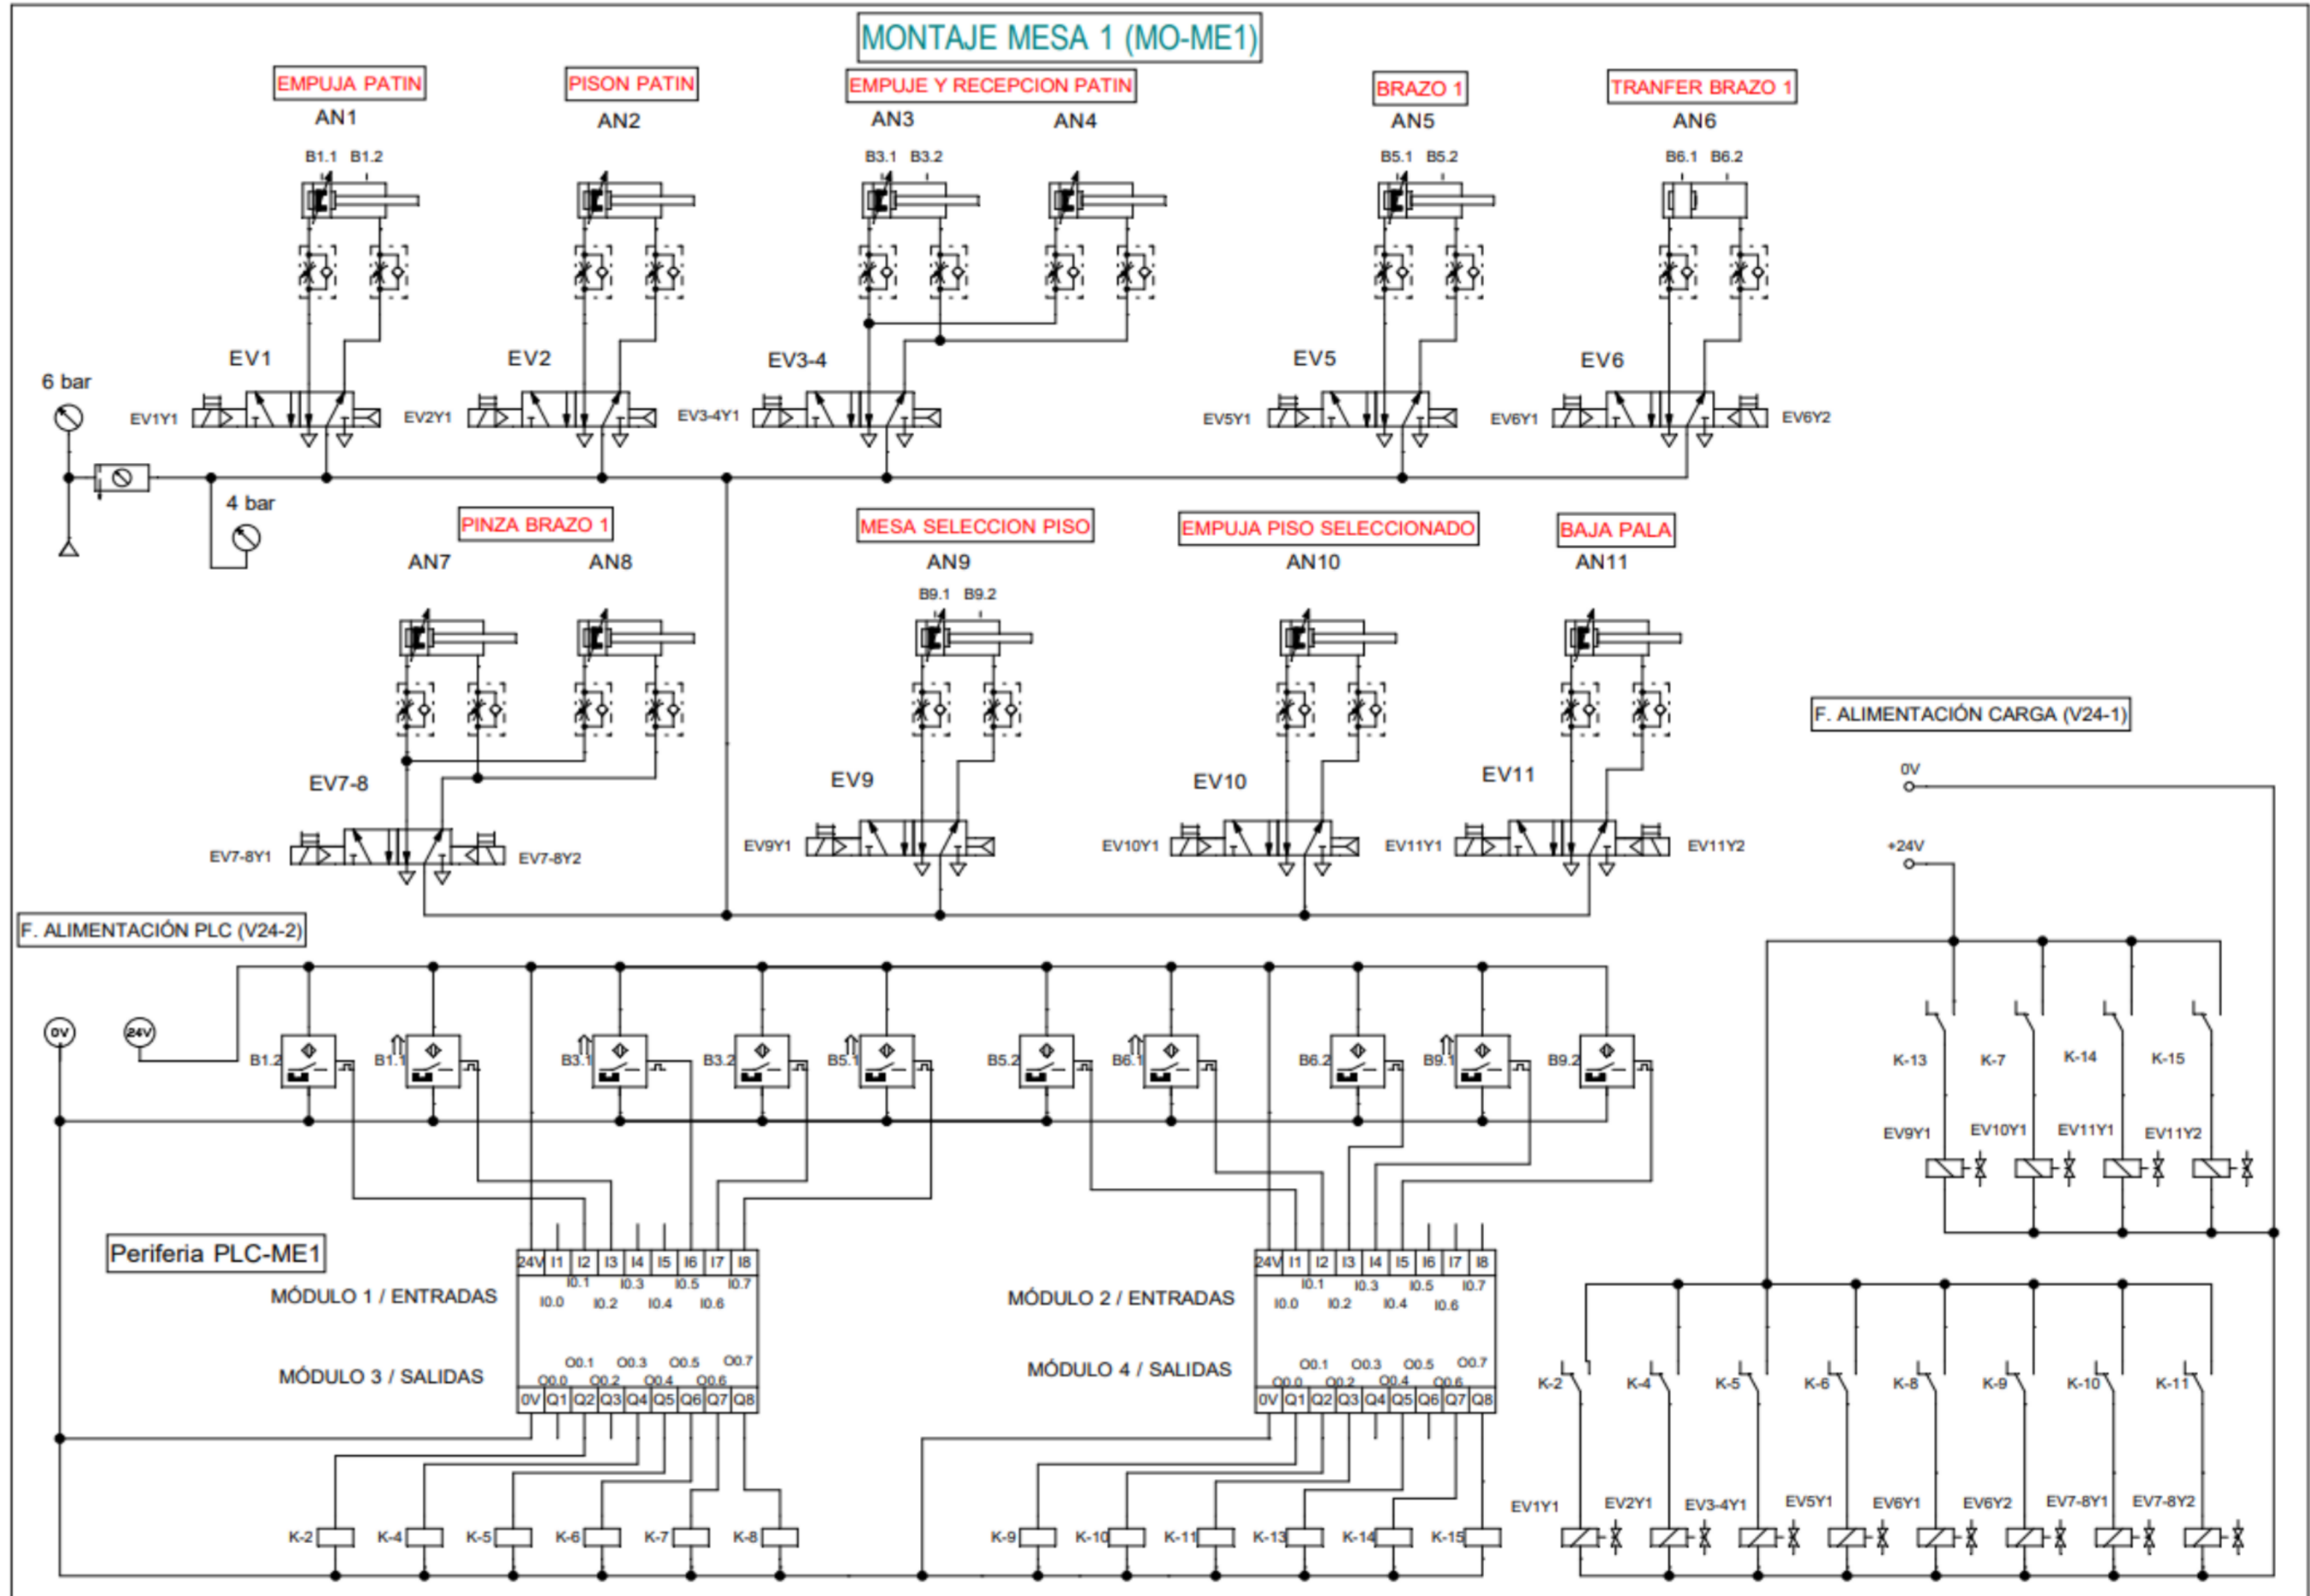 MONTAJE MESA 1 (MO-ME1)
EMPUJA PATIN
PISON PATIN
EMPUJE Y RECEPCION PATIN
BRAZO 1
TRANFER BRAZO 1
AN1
AN2
AN3
AN4
AN5
AN6
B1.1 B1.2
B3.1 B3.2
B5.1 B5.2
B6.1 B6.2
EV1
EV2
EV3-4
EV5
EV6
6 bar
EV1Y1
EV2Y1
EV3-4Y1
EV5Y1
EV6Y1
EV6Y2
4 bar
PINZA BRAZO 1
MESA SELECCION PISO
EMPUJA PISO SELECCIONADO
BAJA PALA
AN7
AN8
AN9
AN10
AN11
B9.1 B9.2
F. ALIMENTACIÓN CARGA (V24-1)
0V
+24V
EV7-8
EV9
EV10
EV11
EV7-8Y1
EV7-8Y2
EV9Y1
EV10Y1
EV11Y1
EV11Y2
F. ALIMENTACIÓN PLC (V24-2)
0V
24V
B1.2
B1.1
B3.1
B3.2
B5.1
B5.2
B6.1
B6.2
B9.1
B9.2
K-13
K-7
K-14
K-15
EV9Y1
EV10Y1
EV11Y1
EV11Y2
Periferia PLC-ME1
MÓDULO 1 / ENTRADAS
24V I1 I2 I3 I4 I5 I6 I7 I8
I0.1 I0.3 I0.5 I0.7
I0.0 I0.2 I0.4 I0.6
MÓDULO 3 / SALIDAS
O0.1 O0.3 O0.5 O0.7
O0.0 O0.2 O0.4 O0.6
0V Q1 Q2 Q3 Q4 Q5 Q6 Q7 Q8
MÓDULO 2 / ENTRADAS
24V I1 I2 I3 I4 I5 I6 I7 I8
I0.1 I0.3 I0.5 I0.7
I0.0 I0.2 I0.4 I0.6
MÓDULO 4 / SALIDAS
O0.1 O0.3 O0.5 O0.7
O0.0 O0.2 O0.4 O0.6
0V Q1 Q2 Q3 Q4 Q5 Q6 Q7 Q8
K-2
K-4
K-5
K-6
K-8
K-9
K-10
K-11
EV1Y1
EV2Y1
EV3-4Y1
EV5Y1
EV6Y1
EV6Y2
EV7-8Y1
EV7-8Y2
K-2
K-4
K-5
K-6
K-7
K-8
K-9
K-10
K-11
K-13
K-14
K-15